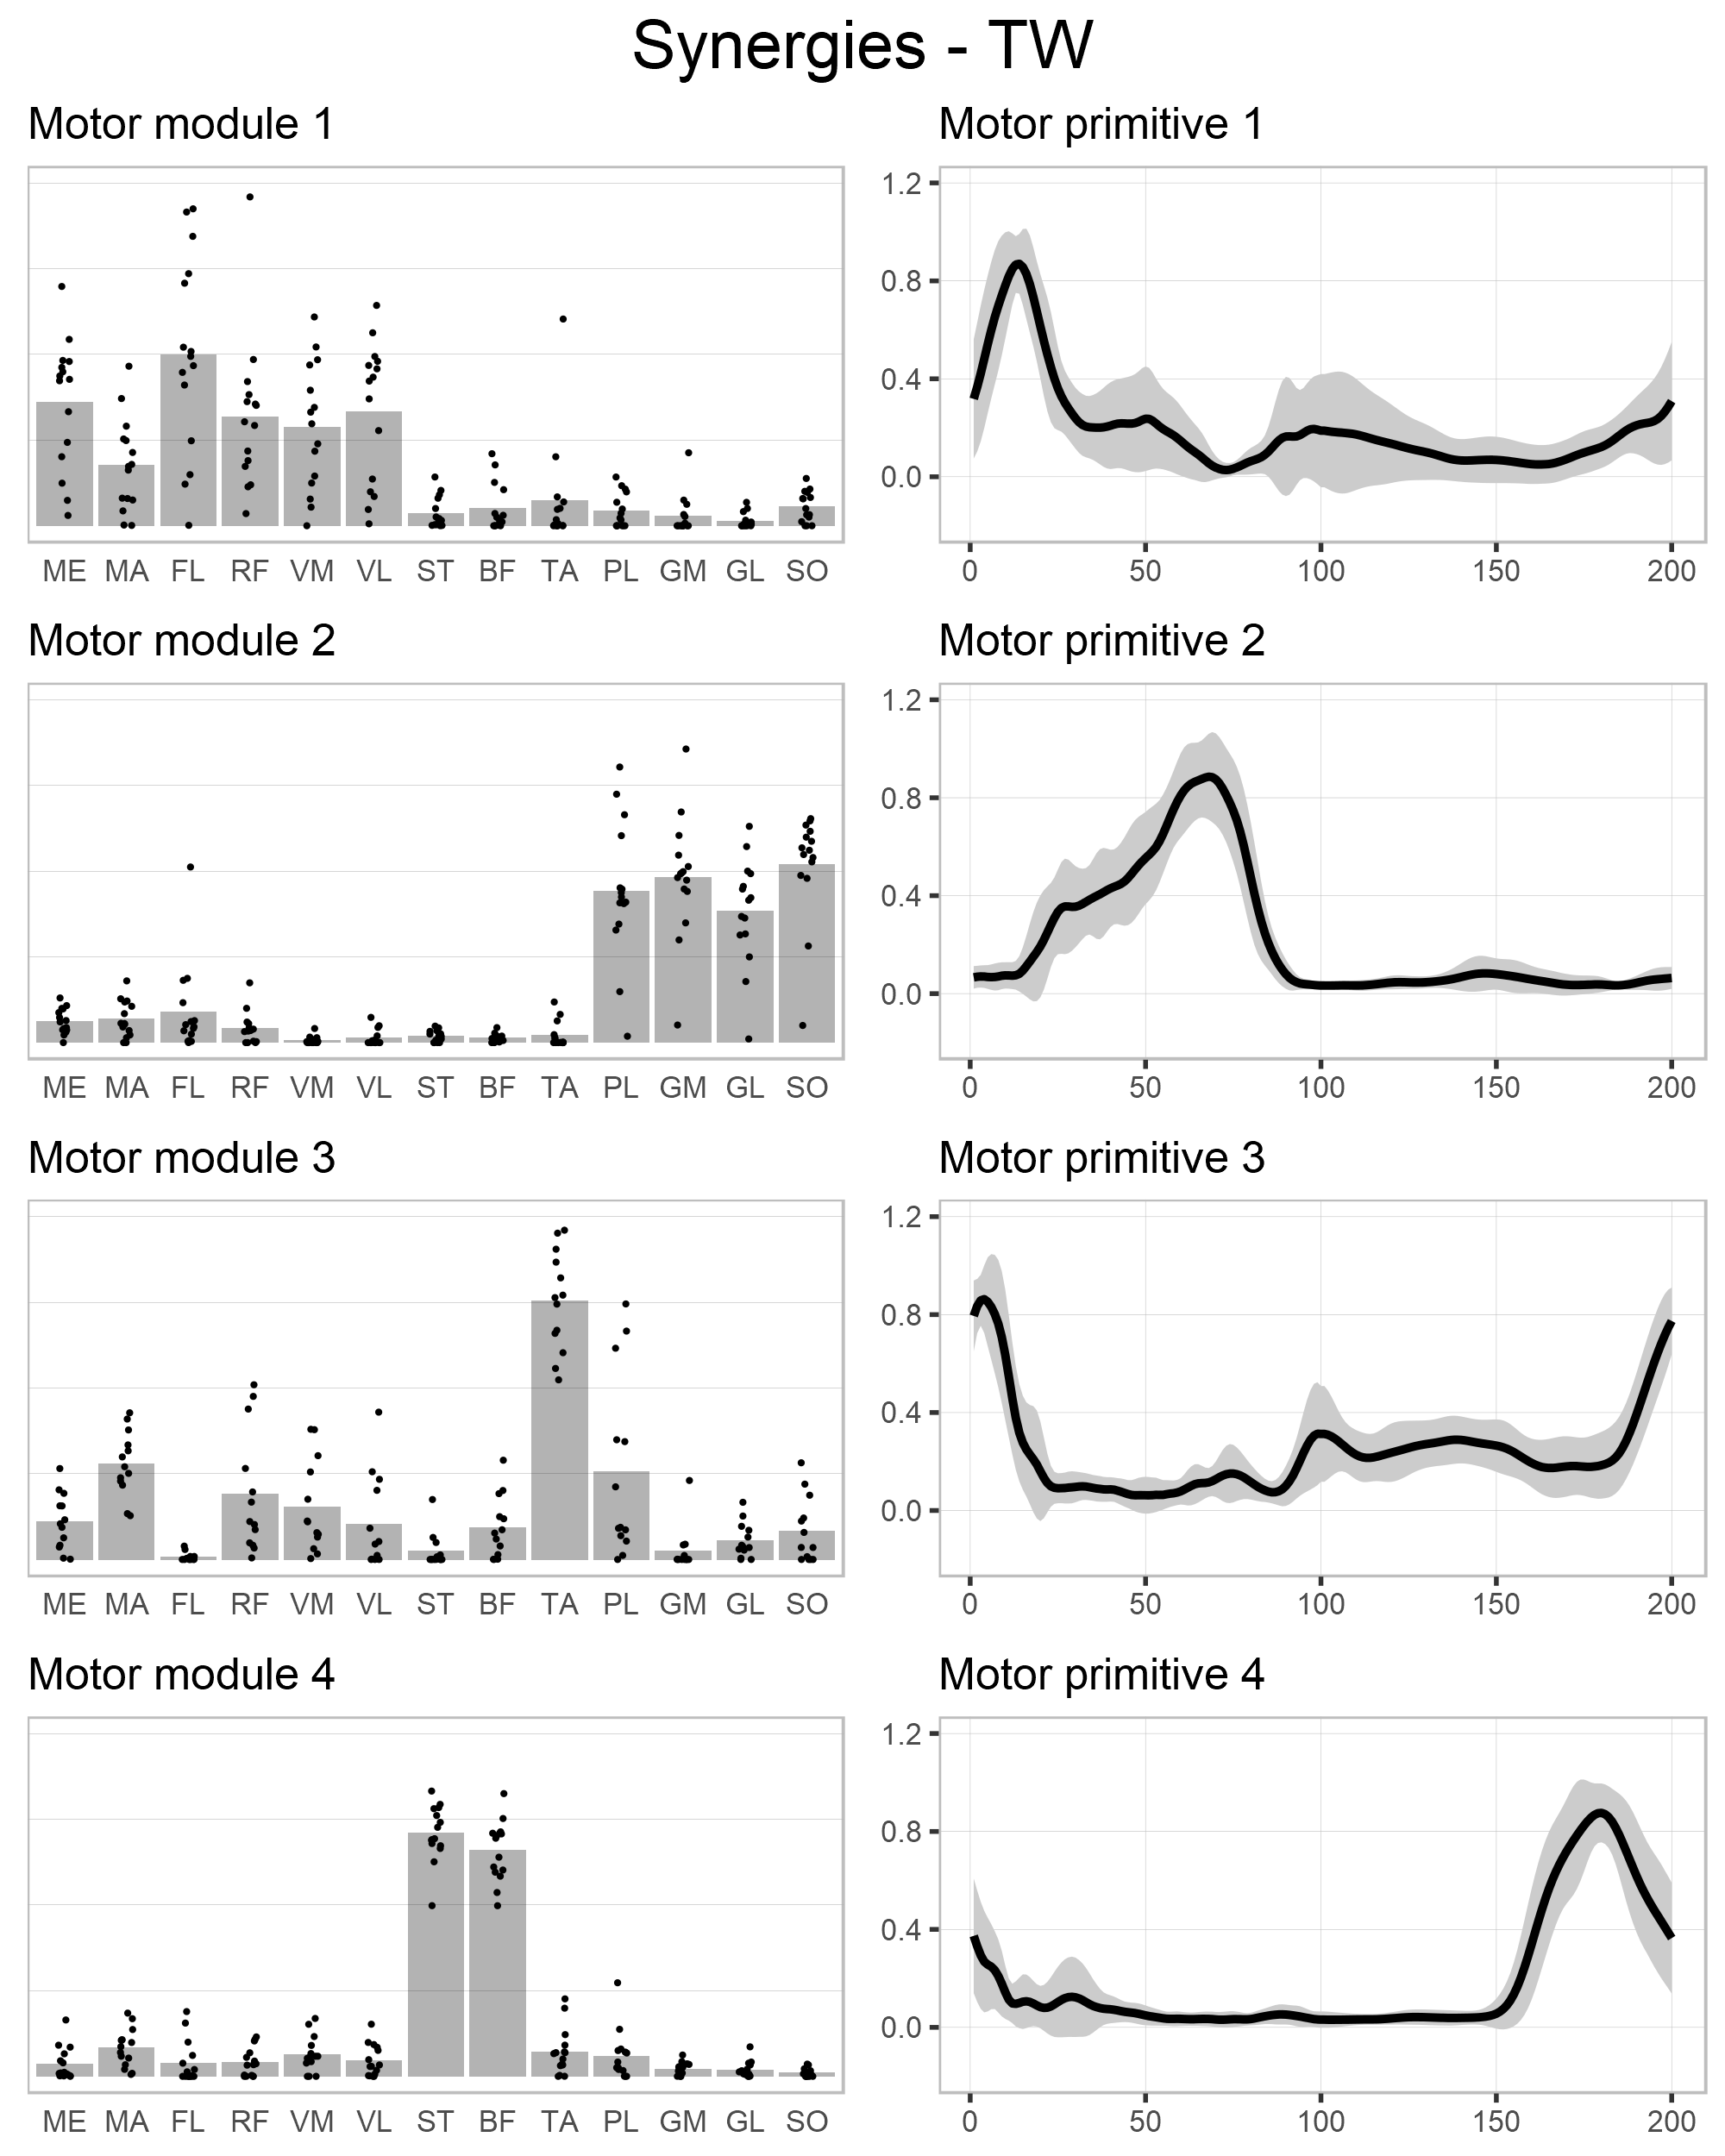 Synergies - TW
Motor module 1
ME MA FL RF VM VL ST BF TA PL GM GL SO
Motor primitive 1
1.2
0.8
0.4
0.0
0 50 100 150 200
Motor module 2
ME MA FL RF VM VL ST BF TA PL GM GL SO
Motor primitive 2
1.2
0.8
0.4
0.0
0 50 100 150 200
Motor module 3
ME MA FL RF VM VL ST BF TA PL GM GL SO
Motor primitive 3
1.2
0.8
0.4
0.0
0 50 100 150 200
Motor module 4
ME MA FL RF VM VL ST BF TA PL GM GL SO
Motor primitive 4
1.2
0.8
0.4
0.0
0 50 100 150 200